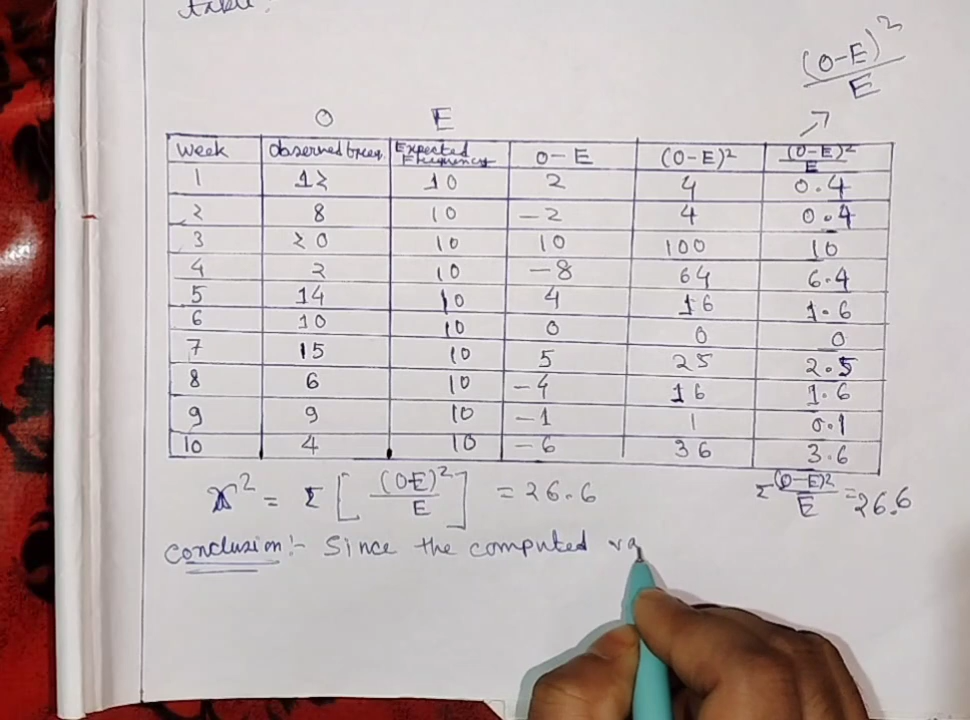 table.
(O-E)²
E
O E
Week Observed freq. Expected Frequency O-E (O-E)² (O-E)²/E
1 12 10 2 4 0.4
2 8 10 -2 4 0.4
3 20 10 10 100 10
4 2 10 -8 64 6.4
5 14 10 4 16 1.6
6 10 10 0 0 0
7 15 10 5 25 2.5
8 6 10 -4 16 1.6
9 9 10 -1 1 0.1
10 4 10 -6 36 3.6
χ² = Σ [ (OE)²/E ] = 26.6 Σ (O-E)²/E = 26.6
Conclusion:- Since the computed va